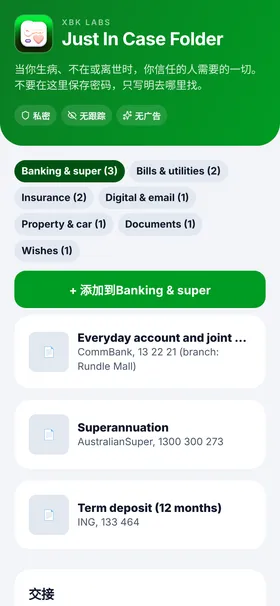 XBK LABS
Just In Case Folder
当你生病、不在或离世时，你信任的人需要的一切。
不要在这里保存密码，只写明去哪里找。
私密
无跟踪
无广告
Banking & super (3)
Bills & utilities (2)
Insurance (2)
Digital & email (1)
Property & car (1)
Documents (1)
Wishes (1)
+ 添加到Banking & super
Everyday account and joint ...
CommBank, 13 22 21 (branch:
Rundle Mall)
Superannuation
AustralianSuper, 1300 300 273
Term deposit (12 months)
ING, 133 464
交接